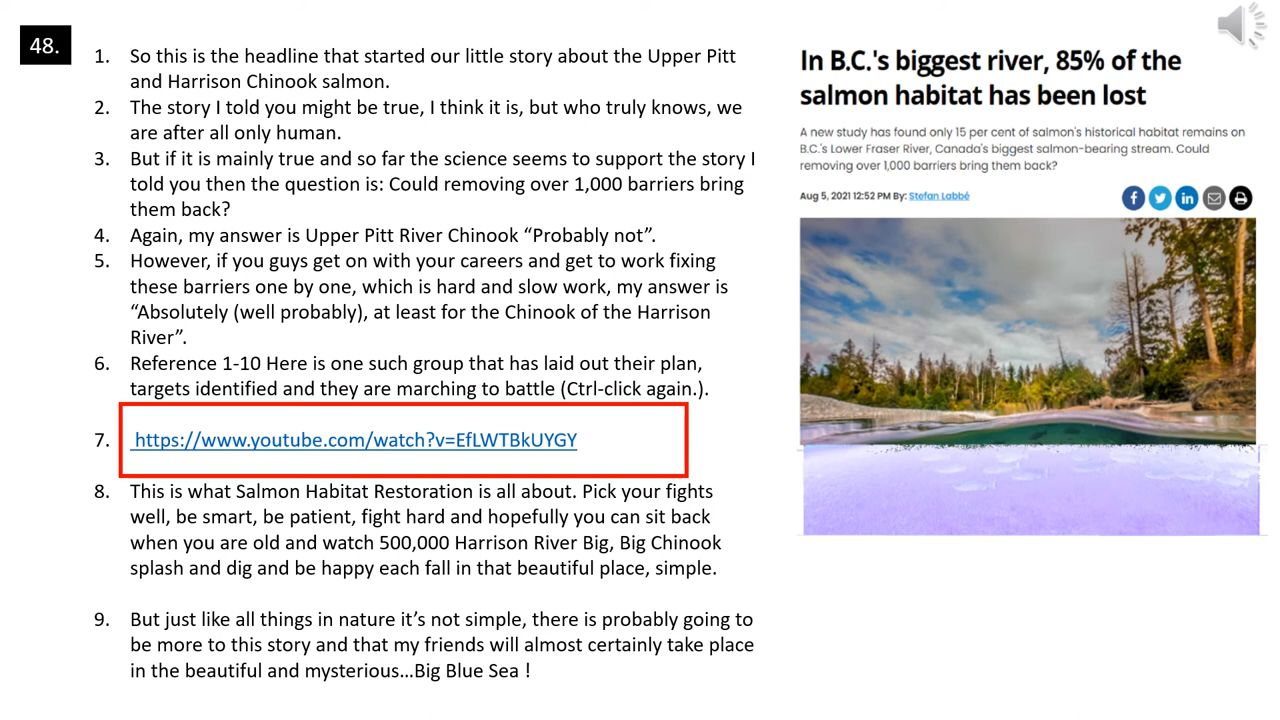 48.
1. So this is the headline that started our little story about the Upper Pitt
and Harrison Chinook salmon.
2. The story I told you might be true, I think it is, but who truly knows, we
are after all only human.
3. But if it is mainly true and so far the science seems to support the story I
told you then the question is: Could removing over 1,000 barriers bring
them back?
4. Again, my answer is Upper Pitt River Chinook “Probably not”.
5. However, if you guys get on with your careers and get to work fixing
these barriers one by one, which is hard and slow work, my answer is
“Absolutely (well probably), at least for the Chinook of the Harrison
River”.
6. Reference 1-10 Here is one such group that has laid out their plan,
targets identified and they are marching to battle (Ctrl-click again.).
7. https://www.youtube.com/watch?v=EfLWTBkUYGY
8. This is what Salmon Habitat Restoration is all about. Pick your fights
well, be smart, be patient, fight hard and hopefully you can sit back
when you are old and watch 500,000 Harrison River Big, Big Chinook
splash and dig and be happy each fall in that beautiful place, simple.
9. But just like all things in nature it’s not simple, there is probably going to
be more to this story and that my friends will almost certainly take place
in the beautiful and mysterious…Big Blue Sea !
In B.C.'s biggest river, 85% of the
salmon habitat has been lost
A new study has found only 15 per cent of salmon's historical habitat remains on
B.C.'s Lower Fraser River, Canada's biggest salmon-bearing stream. Could
removing over 1,000 barriers bring them back?
Aug 5, 2021 12:52 PM By: Stefan Labbé